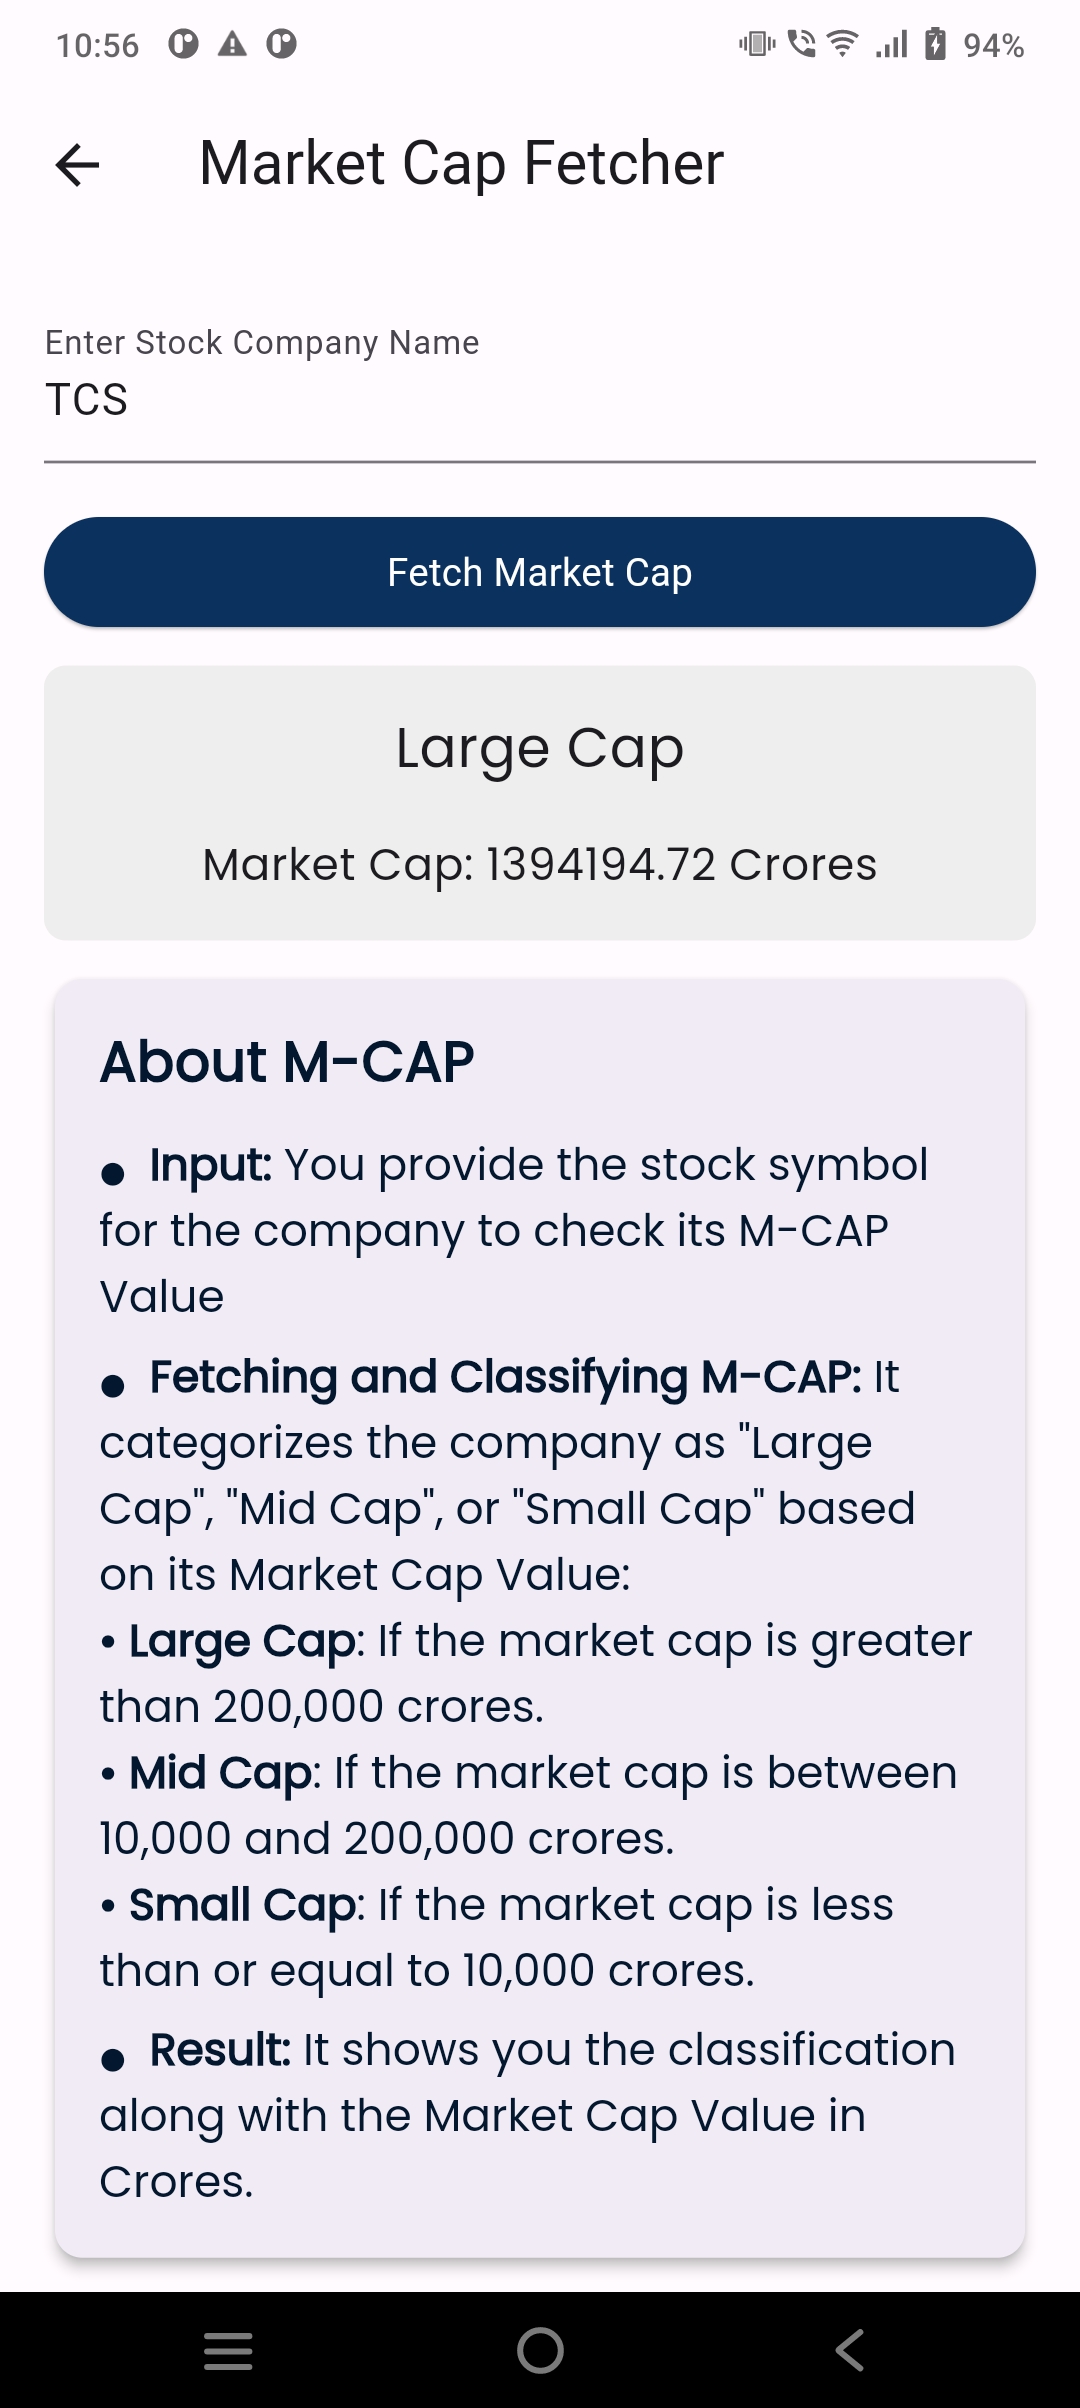 10:56
94%
Market Cap Fetcher
Enter Stock Company Name
TCS
Fetch Market Cap
Large Cap
Market Cap: 1394194.72 Crores
About M-CAP
● Input: You provide the stock symbol
for the company to check its M-CAP
Value
● Fetching and Classifying M-CAP: It
categorizes the company as "Large
Cap", "Mid Cap", or "Small Cap" based
on its Market Cap Value:
• Large Cap: If the market cap is greater
than 200,000 crores.
• Mid Cap: If the market cap is between
10,000 and 200,000 crores.
• Small Cap: If the market cap is less
than or equal to 10,000 crores.
● Result: It shows you the classification
along with the Market Cap Value in
Crores.